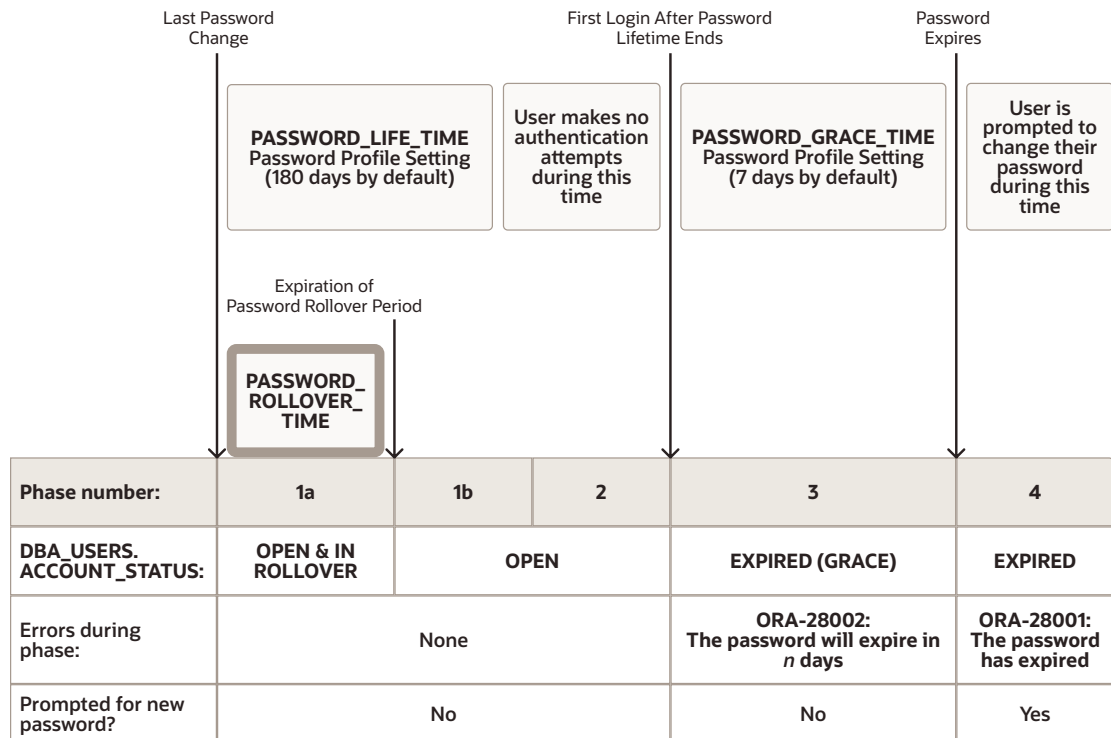 Last Password
Change
First Login After Password
Lifetime Ends
Password
Expires
PASSWORD_LIFE_TIME
Password Profile Setting
(180 days by default)
User makes no
authentication
attempts
during this
time
PASSWORD_GRACE_TIME
Password Profile Setting
(7 days by default)
User is
prompted to
change their
password
during this
time
Expiration of
Password Rollover Period
PASSWORD_
ROLLOVER_
TIME
Phase number:
1a
1b
2
3
4
DBA_USERS.
ACCOUNT_STATUS:
OPEN & IN
ROLLOVER
OPEN
EXPIRED (GRACE)
EXPIRED
Errors during
phase:
None
ORA-28002:
The password will expire in
n days
ORA-28001:
The password
has expired
Prompted for new
password?
No
No
Yes